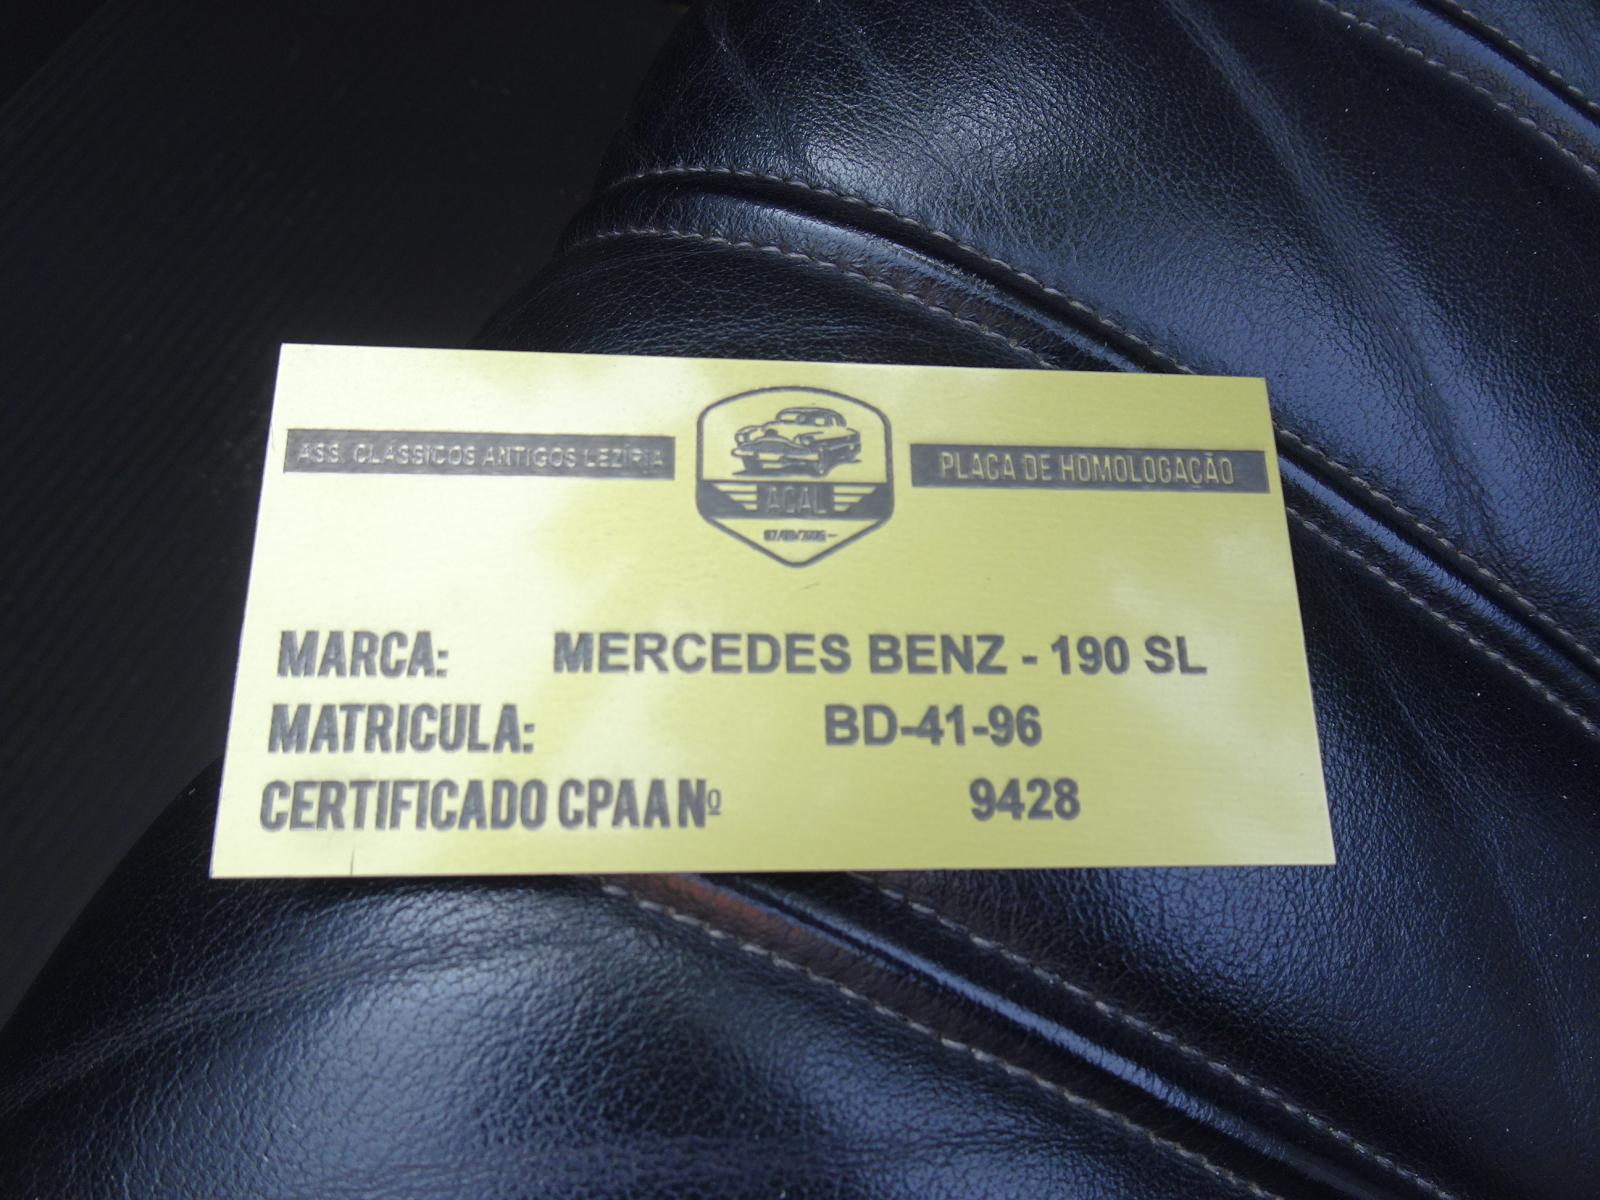 ASS. CLÁSSICOS ANTIGOS LEZÍRIA
ACAL
PLACA DE HOMOLOGAÇÃO
MARCA: MERCEDES BENZ - 190 SL
MATRICULA: BD-41-96
CERTIFICADO CPAA Nº 9428